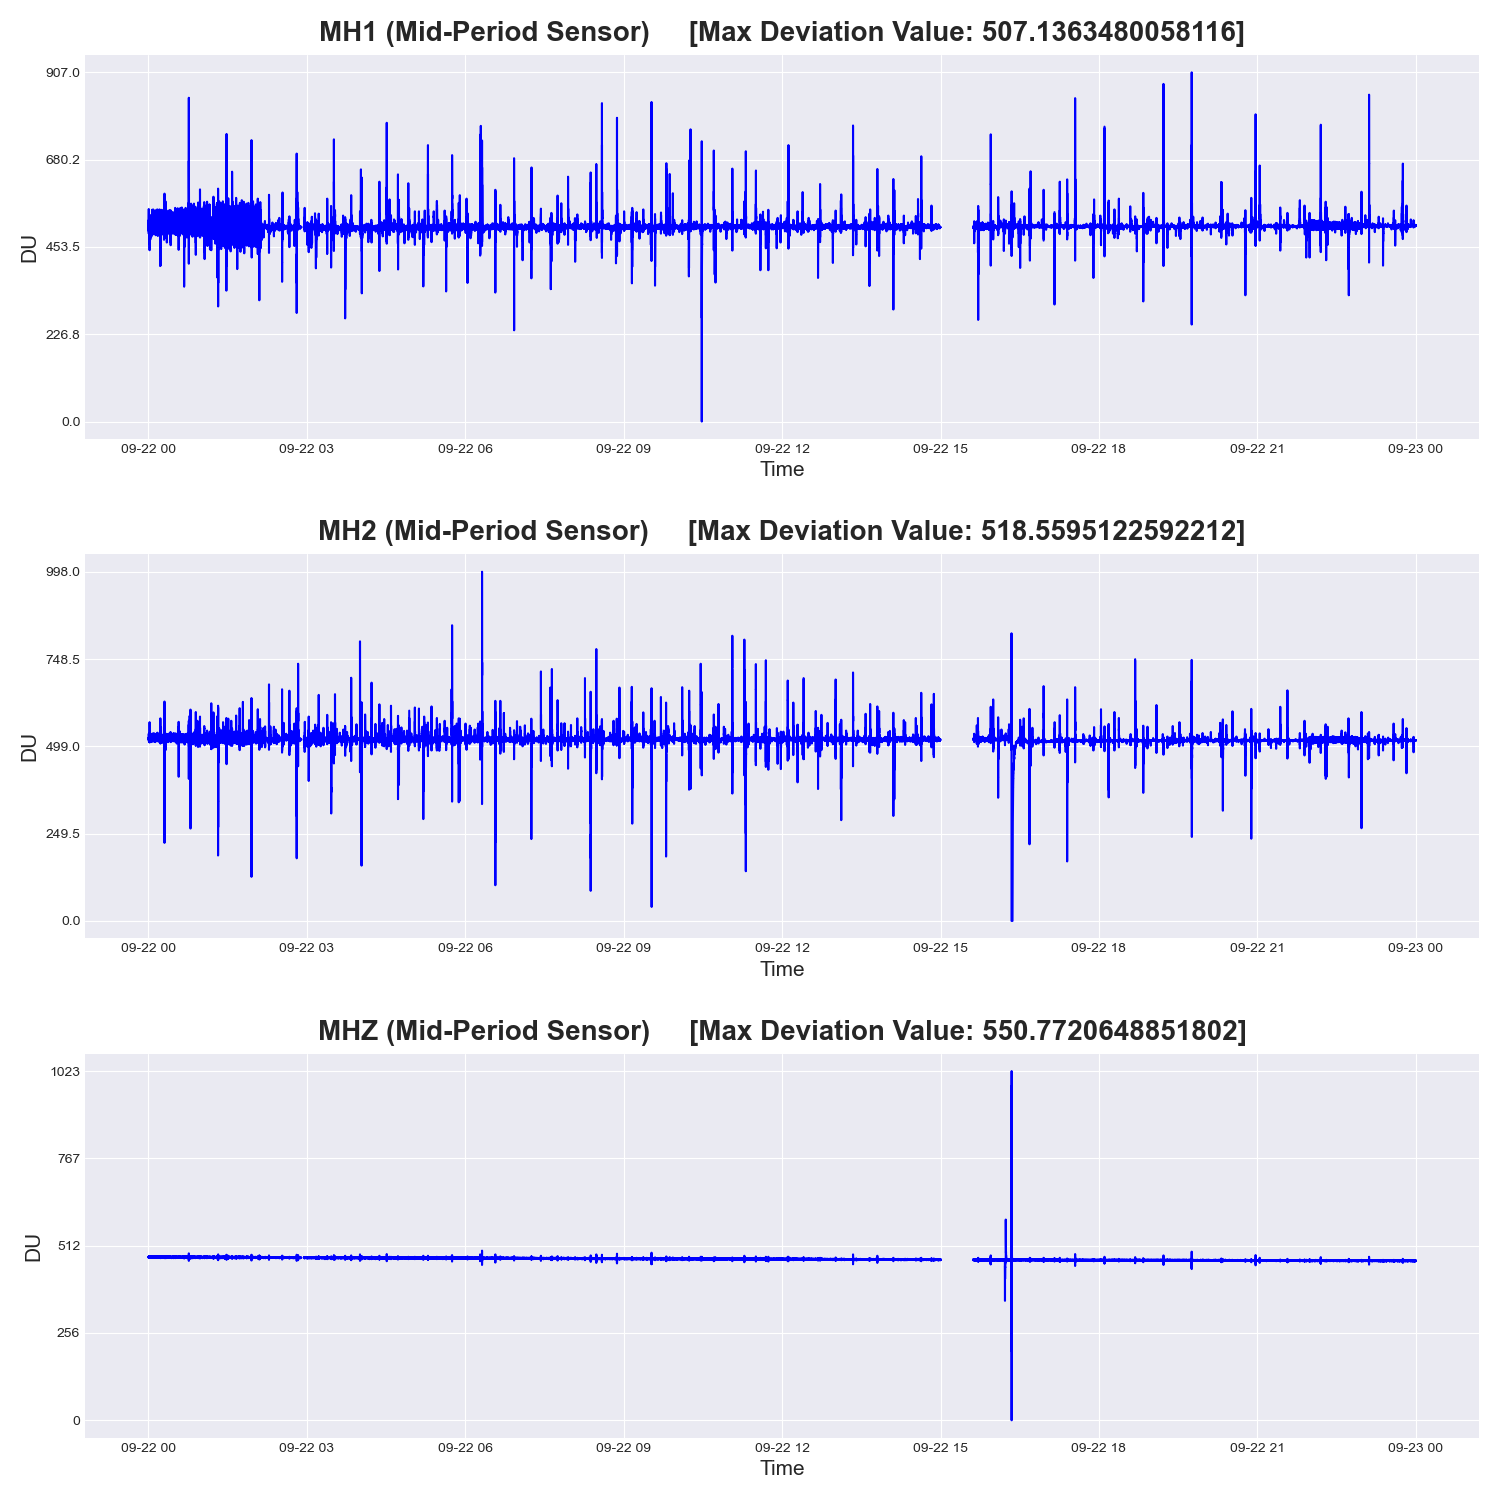 MH1 (Mid-Period Sensor) [Max Deviation Value: 507.1363480058116]
907.0
680.2
453.5
226.8
0.0
DU
09-22 00 09-22 03 09-22 06 09-22 09 09-22 12 09-22 15 09-22 18 09-22 21 09-23 00
Time
MH2 (Mid-Period Sensor) [Max Deviation Value: 518.5595122592212]
998.0
748.5
499.0
249.5
0.0
DU
09-22 00 09-22 03 09-22 06 09-22 09 09-22 12 09-22 15 09-22 18 09-22 21 09-23 00
Time
MHZ (Mid-Period Sensor) [Max Deviation Value: 550.7720648851802]
1023
767
512
256
0
DU
09-22 00 09-22 03 09-22 06 09-22 09 09-22 12 09-22 15 09-22 18 09-22 21 09-23 00
Time